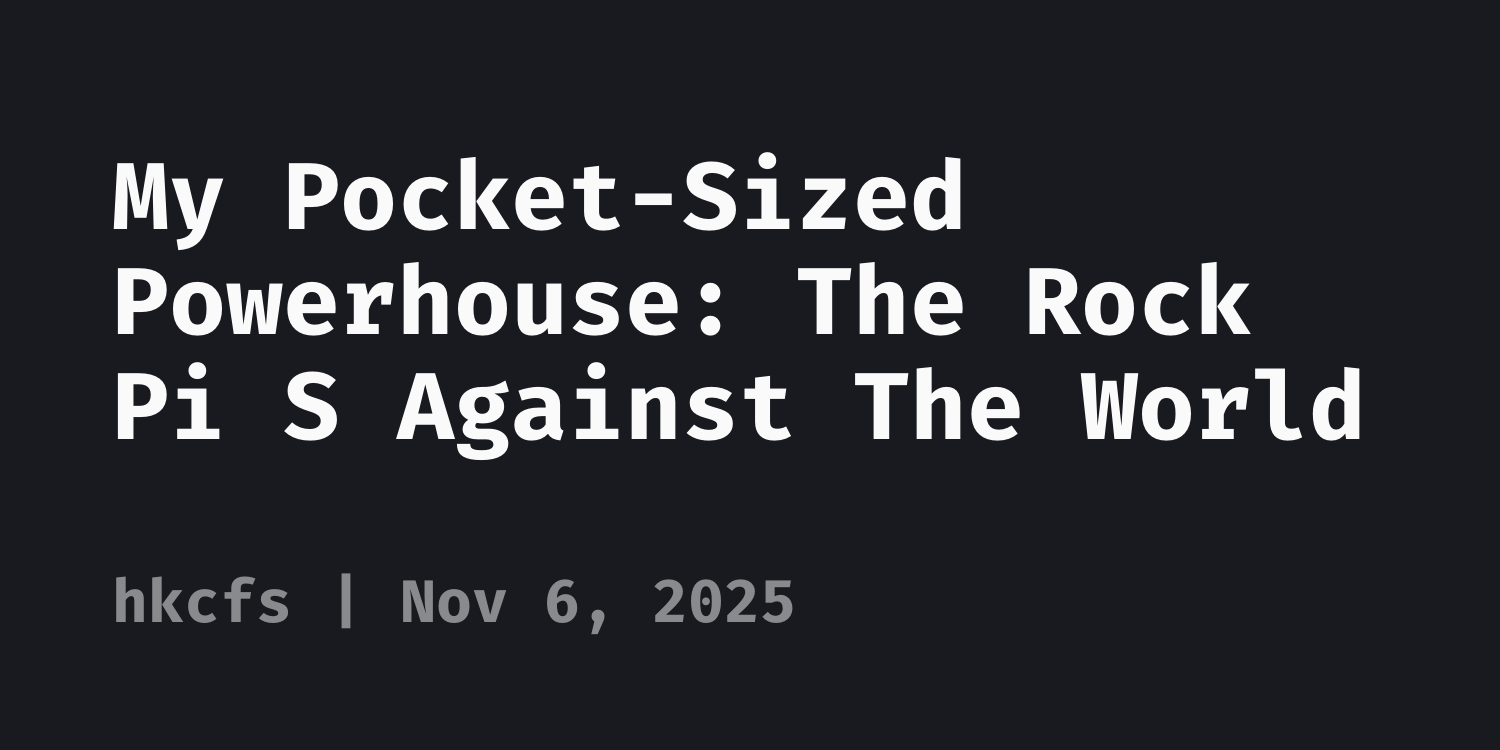 My Pocket-Sized
Powerhouse: The Rock
Pi S Against The World
hkcfs | Nov 6, 2025